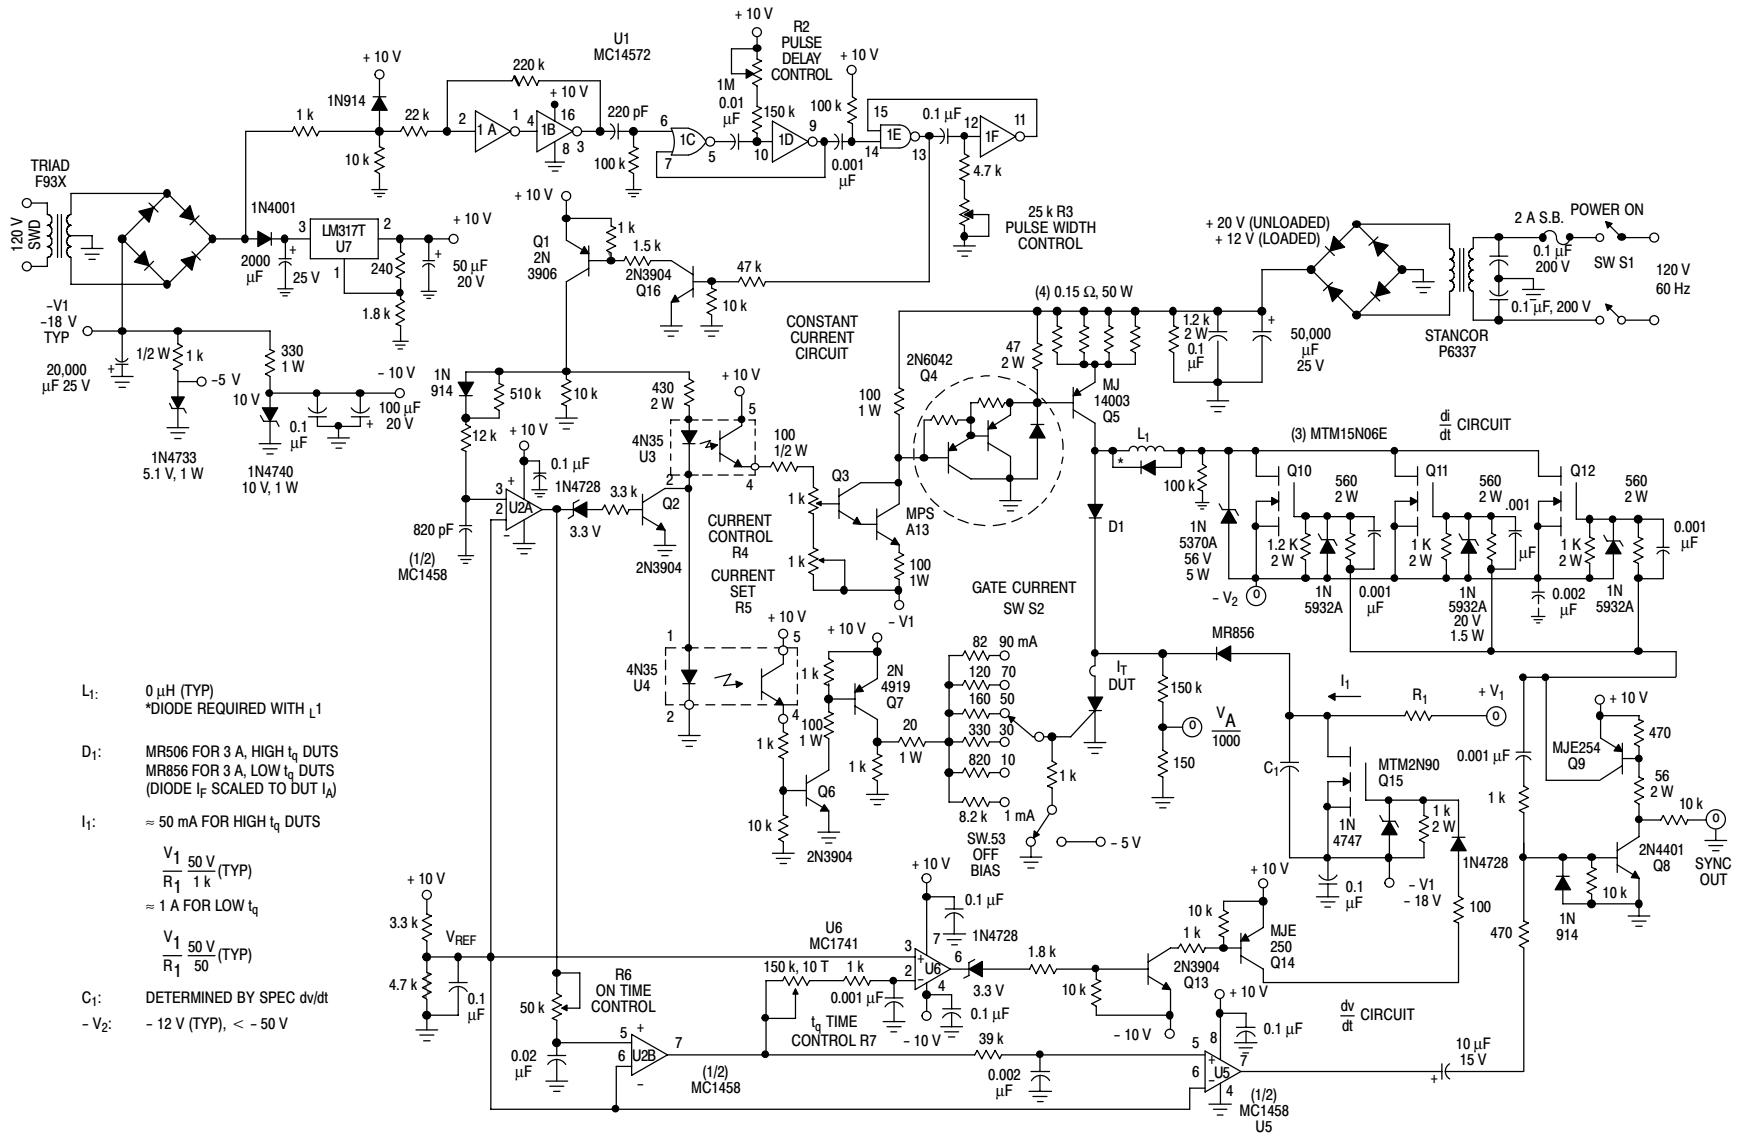 + 10 V
R2
PULSE
DELAY
CONTROL
U1
MC14572
+ 10 V
+ 10 V
220 k
1N914
1 k
22 k
+ 10 V
220 pF
1M
0.01
µF
150 k
100 k
0.1 µF
2
1 A
1
4
1B
16
8
3
6
7
1C
5
10
1D
9
15
14
1E
13
12
1F
11
10 k
100 k
0.001
µF
4.7 k
TRIAD
F93X
120 V
SWD
1N4001
3
LM317T
U7
2
1
+ 10 V
2000
µF
25 V
240
50 µF
20 V
1.8 k
+ 10 V
1 k
Q1
2N
3906
1.5 k
2N3904
Q16
47 k
10 k
25 k R3
PULSE WIDTH
CONTROL
+ 20 V (UNLOADED)
+ 12 V (LOADED)
2 A S.B.
POWER ON
0.1 µF
200 V
SW S1
120 V
60 Hz
0.1 µF, 200 V
STANCOR
P6337
–V1
–18 V
TYP
20,000
µF 25 V
1/2 W
1 k
–5 V
330
1 W
– 10 V
10 V
0.1
µF
100 µF
20 V
1N4733
5.1 V, 1 W
1N4740
10 V, 1 W
CONSTANT
CURRENT
CIRCUIT
(4) 0.15 Ω, 50 W
1.2 k
2 W
0.1
µF
50,000
µF
25 V
2N6042
Q4
47
2 W
MJ
14003
Q5
1N
914
510 k
10 k
430
2 W
+ 10 V
5
100
1 W
12 k
+ 10 V
0.1 µF
4N35
U3
2
4
100
1/2 W
3
2
+
–
U2A
1N4728
3.3 V
3.3 k
Q2
2N3904
820 pF
(1/2)
MC1458
CURRENT
CONTROL
R4
CURRENT
SET
R5
1 k
1 k
Q3
MPS
A13
100
1W
– V1
L1
*
di
dt
CIRCUIT
(3) MTM15N06E
D1
100 k
1N
5370A
56 V
5 W
Q10
560
2 W
1.2 K
2 W
Q11
560
2 W
.001
µF
1 K
2 W
Q12
560
2 W
1 K
2 W
0.001
µF
– V2
0
1N
5932A
0.001
µF
1N
5932A
20 V
1.5 W
0.002
µF
1N
5932A
GATE CURRENT
SW S2
1
4N35
U4
2
+ 10 V
5
4
+ 10 V
1 k
2N
4919
Q7
100
1 W
20
1 W
1 k
1 k
Q6
10 k
2N3904
82
90 mA
120
70
160
50
330
30
820
10
8.2 k
1 mA
1 k
SW.53
OFF
BIAS
– 5 V
IT
DUT
MR856
150 k
0
VA
1000
150
I1
R1
+ V1
0
C1
MTM2N90
Q15
1N
4747
1 k
2 W
1N4728
0.1
µF
– V1
– 18 V
100
+ 10 V
MJE254
Q9
470
0.001 µF
1 k
56
2 W
10 k
0
2N4401
Q8
SYNC
OUT
10 k
1N
914
470
L1:
0 µH (TYP)
*DIODE REQUIRED WITH L1
D1:
MR506 FOR 3 A, HIGH tq DUTS
MR856 FOR 3 A, LOW tq DUTS
(DIODE IF SCALED TO DUT IA)
I1:
≈ 50 mA FOR HIGH tq DUTS
V1 50 V
R1 1 k
(TYP)
≈ 1 A FOR LOW tq
V1 50 V
R1 50
(TYP)
C1:
DETERMINED BY SPEC dv/dt
– V2:
– 12 V (TYP), < – 50 V
+ 10 V
3.3 k
VREF
4.7 k
0.1
µF
R6
ON TIME
CONTROL
50 k
0.02
µF
5
6
+
–
U2B
7
(1/2)
MC1458
U6
MC1741
150 k, 10 T
1 k
0.001 µF
tq TIME
CONTROL R7
+ 10 V
0.1 µF
3
2
+
–
U6
7
6
4
1N4728
3.3 V
– 10 V
0.1 µF
1.8 k
10 k
2N3904
Q13
– 10 V
1 k
10 k
+ 10 V
MJE
250
Q14
39 k
0.002
µF
+ 10 V
0.1 µF
5
6
+
–
U5
8
7
4
(1/2)
MC1458
U5
dv
dt
CIRCUIT
10 µF
15 V
+